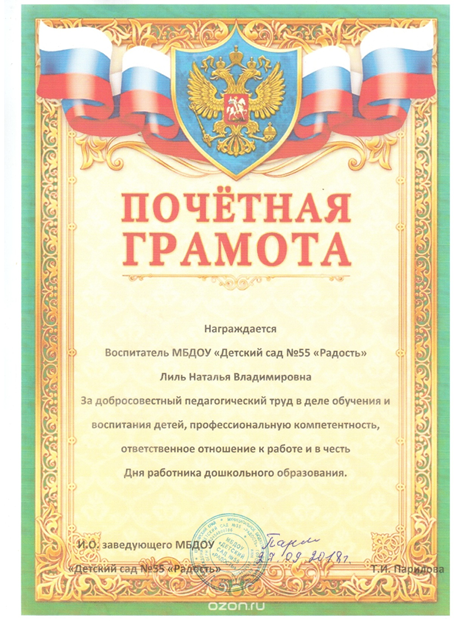 ПОЧЁТНАЯ
ГРАМОТА
Награждается
Воспитатель МБДОУ «Детский сад №55 «Радость»
Лиль Наталья Владимировна
За добросовестный педагогический труд в деле обучения и
воспитания детей, профессиональную компетентность,
ответственное отношение к работе и в честь
Дня работника дошкольного образования.
И.О. заведующего МБДОУ
27 09 2018г.
«Детский сад №55 «Радость» Т.И. Парилова
ozon.ru